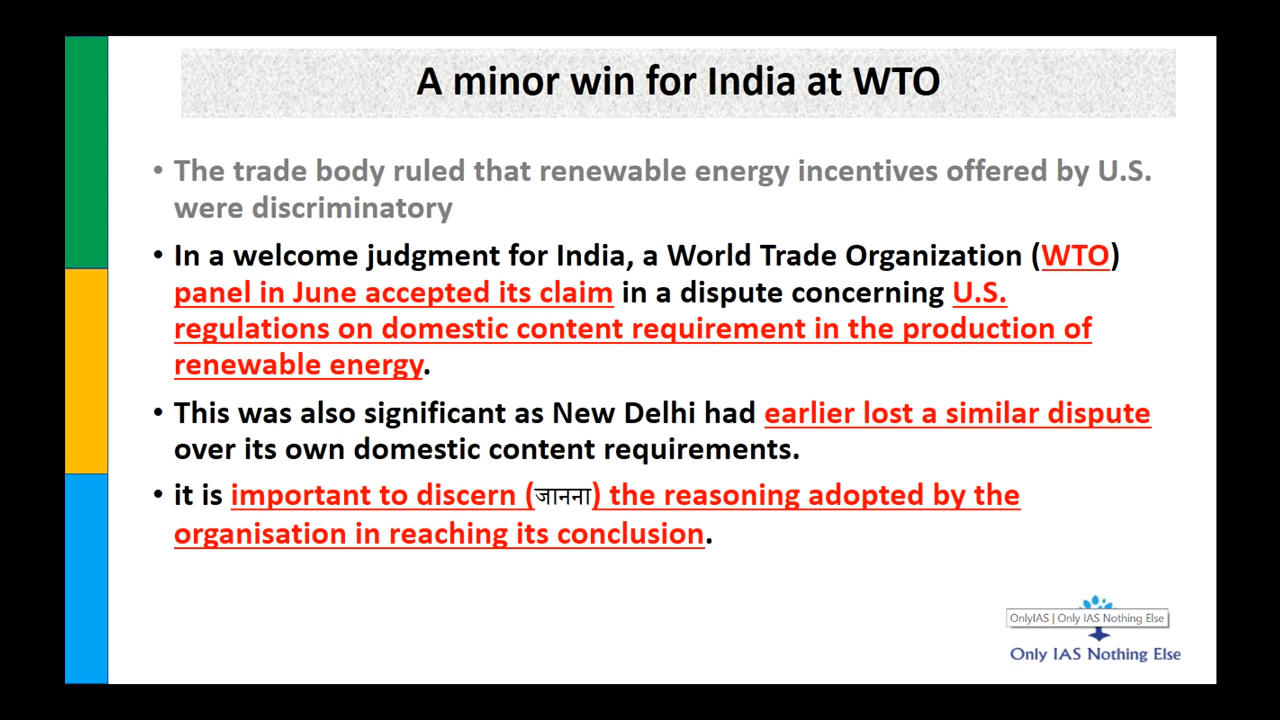 A minor win for India at WTO
• The trade body ruled that renewable energy incentives offered by U.S.
were discriminatory
• In a welcome judgment for India, a World Trade Organization (WTO)
panel in June accepted its claim in a dispute concerning U.S.
regulations on domestic content requirement in the production of
renewable energy.
• This was also significant as New Delhi had earlier lost a similar dispute
over its own domestic content requirements.
• it is important to discern (जानना) the reasoning adopted by the
organisation in reaching its conclusion.
OnlyIAS | Only IAS Nothing Else
Only IAS Nothing Else